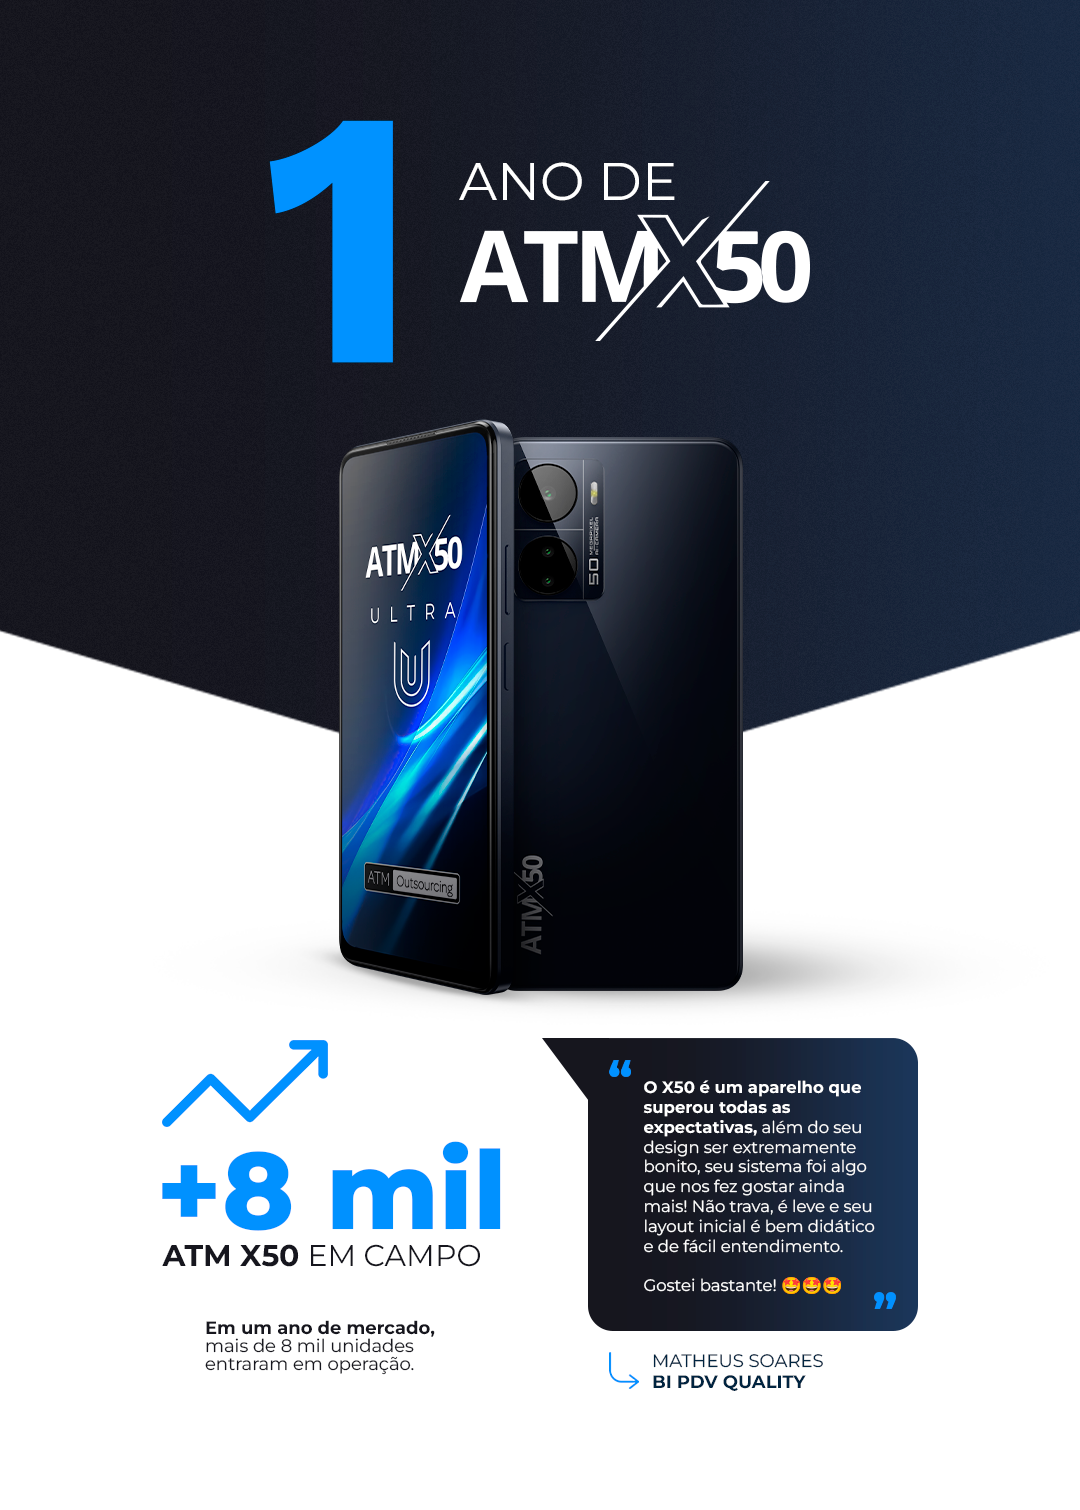 1
ANO DE
ATMX50
ATMX50
ULTRA
U
ATM Outsourcing
50 MEGAPIXEL
AI CAMERA
ATMX50
+8 mil
ATM X50 EM CAMPO
Em um ano de mercado,
mais de 8 mil unidades
entraram em operação.
“
O X50 é um aparelho que
superou todas as
expectativas, além do seu
design ser extremamente
bonito, seu sistema foi algo
que nos fez gostar ainda
mais! Não trava, é leve e seu
layout inicial é bem didático
e de fácil entendimento.
Gostei bastante! 🤩🤩🤩
”
MATHEUS SOARES
BI PDV QUALITY